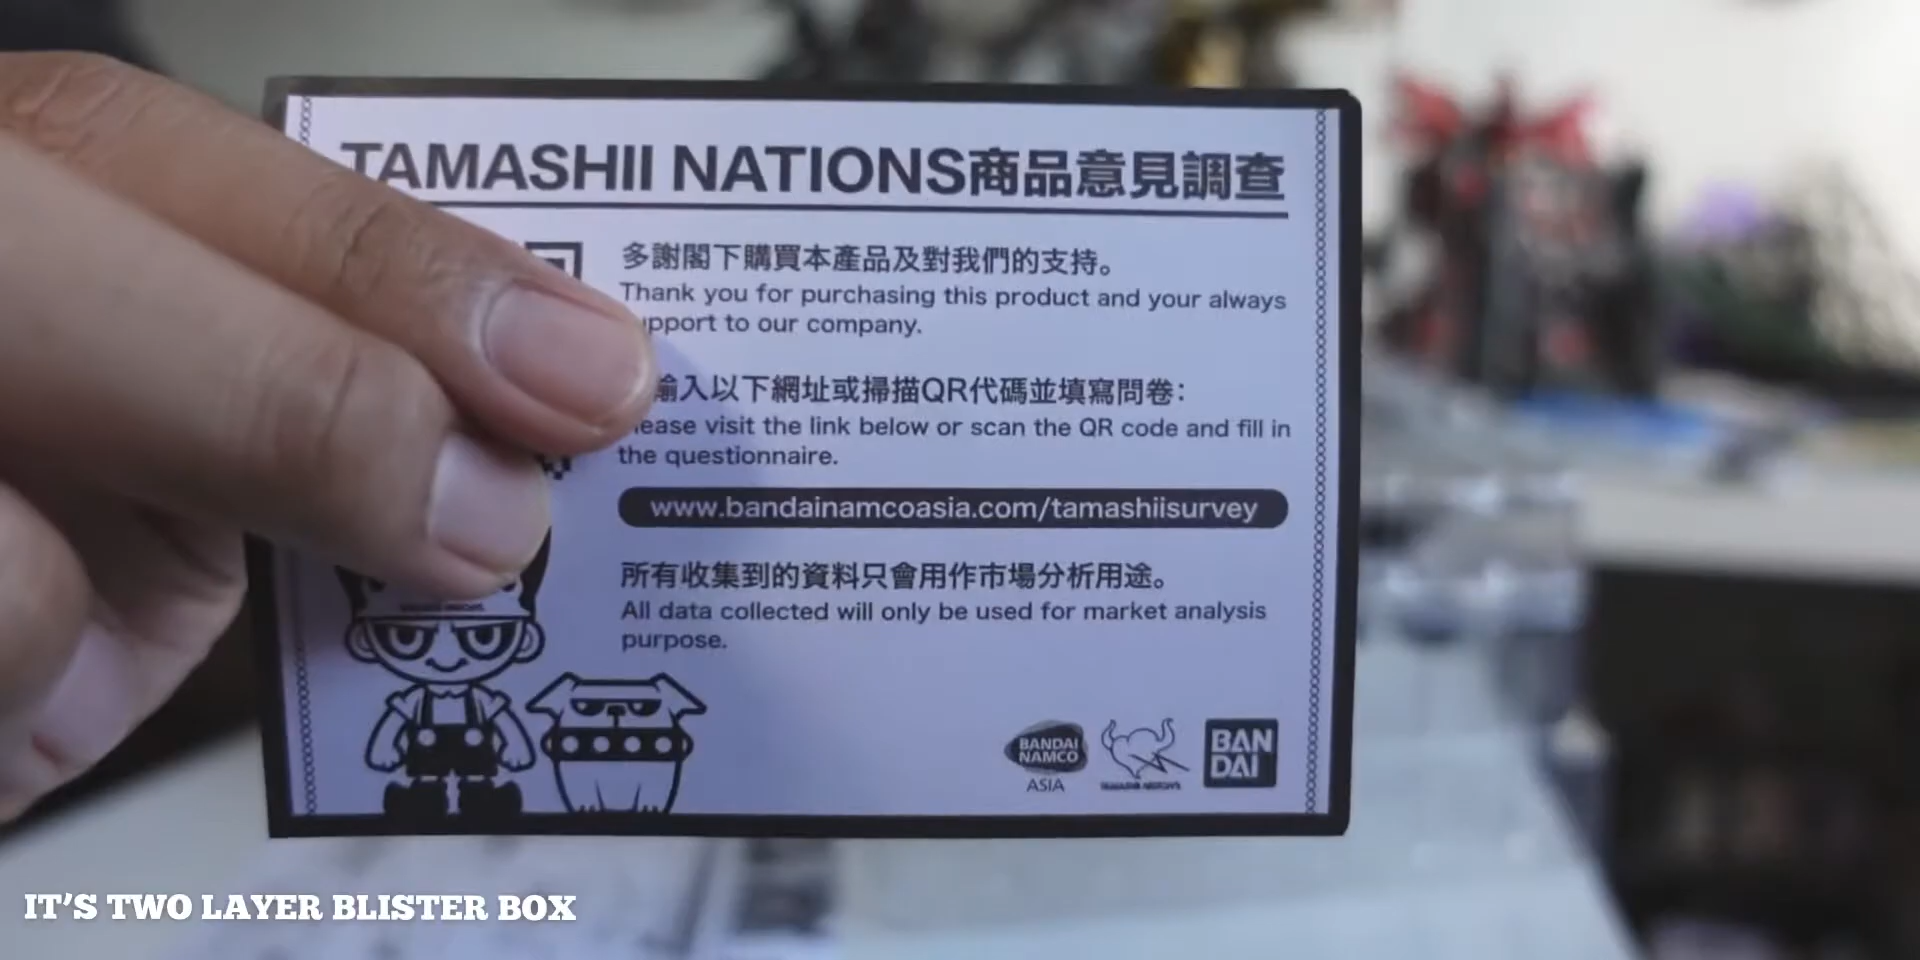 TAMASHII NATIONS商品意見調查
多謝閣下購買本產品及對我們的支持。
Thank you for purchasing this product and your always
to our company.
輸入以下網址或掃描QR代碼並填寫問卷：
visit the link below or scan the QR code and fill in
the questionnaire.
www.bandainamcoasia.com/tamashiisurvey
所有收集到的資料只會用作市場分析用途。
All data collected will only be used for market analysis
purpose.
BANDAI
NAMCO
ASIA
TAMASHII NATIONS
BAN
DAI
IT'S TWO LAYER BLISTER BOX